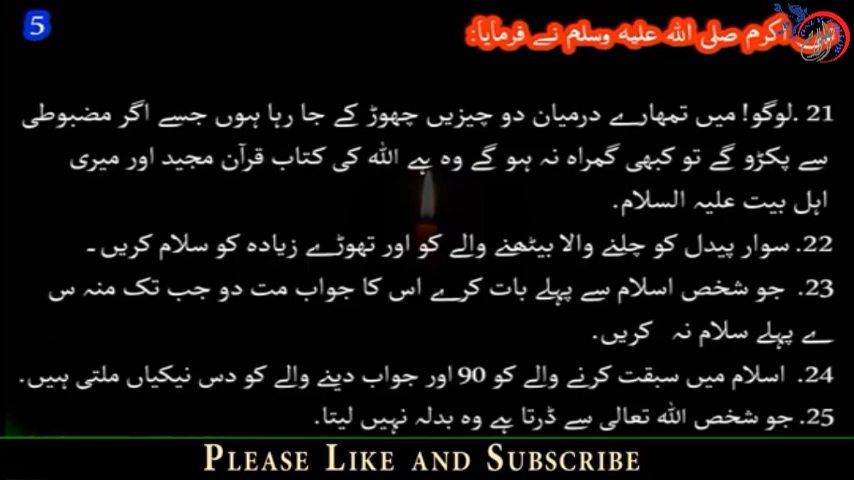 5
اکرم صلی الله علیه وسلم نے فرمایا:
21 .لوگو! میں تمہارے درمیان دو چیزیں چھوڑ کے جا رہا ہوں جسے اگر مضبوطی
سے پکڑو گے تو کبھی گمراہ نہ ہو گے وہ ہے الله کی کتاب قرآن مجید اور میری
اہل بیت علیہ السلام.
22. سوار پیدل کو چلنے والا بیٹھنے والے کو اور تھوڑے زیادہ کو سلام کریں ۔
23. جو شخص اسلام سے پہلے بات کرے اس کا جواب مت دو جب تک منہ س
ے پہلے سلام نہ کریں.
24. اسلام میں سبقت کرنے والے کو 90 اور جواب دینے والے کو دس نیکیاں ملتی ہیں.
25. جو شخص الله تعالی سے ڈرتا ہے وہ بدلہ نہیں لیتا.
PLEASE LIKE AND SUBSCRIBE